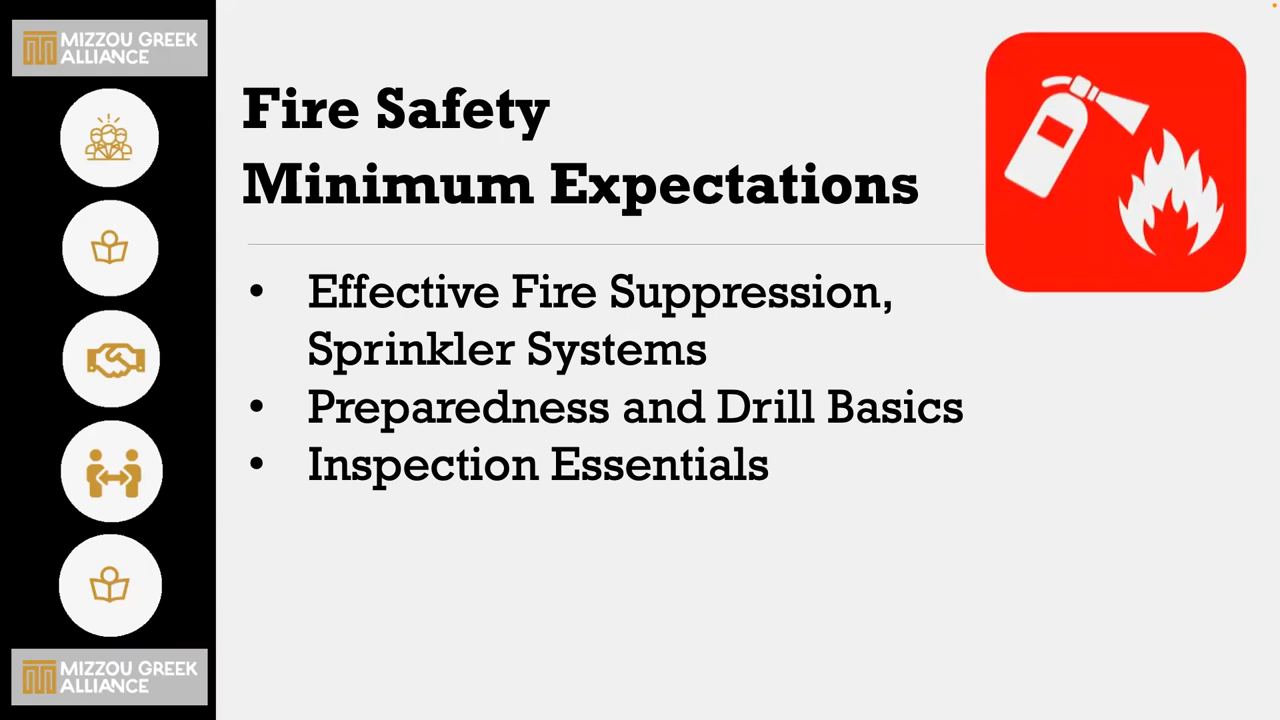 MIZZOU GREEK
ALLIANCE
Fire Safety
Minimum Expectations
• Effective Fire Suppression,
Sprinkler Systems
• Preparedness and Drill Basics
• Inspection Essentials
MIZZOU GREEK
ALLIANCE